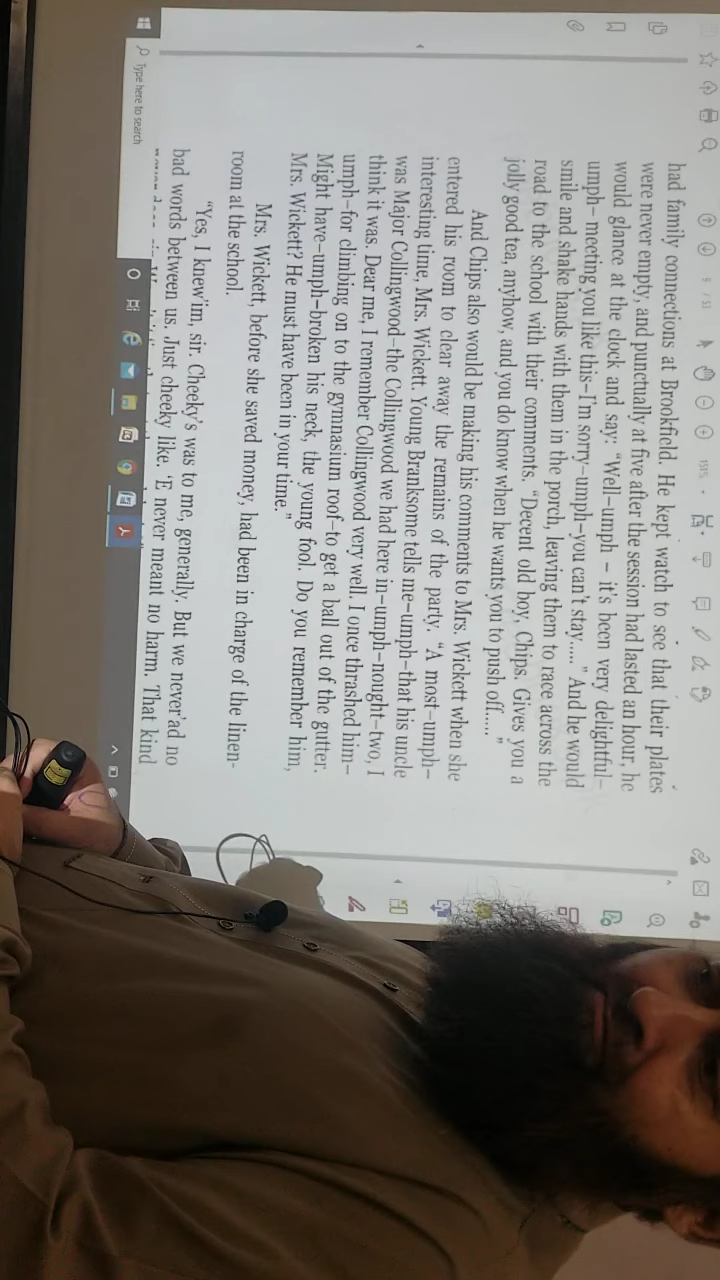 9 / 51
151%
had family connections at Brookfield. He kept watch to see that their plates
were never empty, and punctually at five after the session had lasted an hour, he
would glance at the clock and say: “Well-umph – it's been very delightful–
umph– meeting you like this–I'm sorry–umph–you can't stay..... ” And he would
smile and shake hands with them in the porch, leaving them to race across the
road to the school with their comments. “Decent old boy, Chips. Gives you a
jolly good tea, anyhow, and you do know when he wants you to push off..... ”
And Chips also would be making his comments to Mrs. Wickett when she
entered his room to clear away the remains of the party. “A most–umph–
interesting time, Mrs. Wickett. Young Branksome tells me–umph–that his uncle
was Major Collingwood–the Collingwood we had here in–umph–nought–two, I
think it was. Dear me, I remember Collingwood very well. I once thrashed him–
umph–for climbing on to the gymnasium roof–to get a ball out of the gutter.
Might have–umph–broken his neck, the young fool. Do you remember him,
Mrs. Wickett? He must have been in your time.”
Mrs. Wickett, before she saved money, had been in charge of the linen-
room at the school.
“Yes, I knew'im, sir. Cheeky's was to me, generally. But we never'ad no
bad words between us. Just cheeky like. 'E never meant no harm. That kind
Type here to search